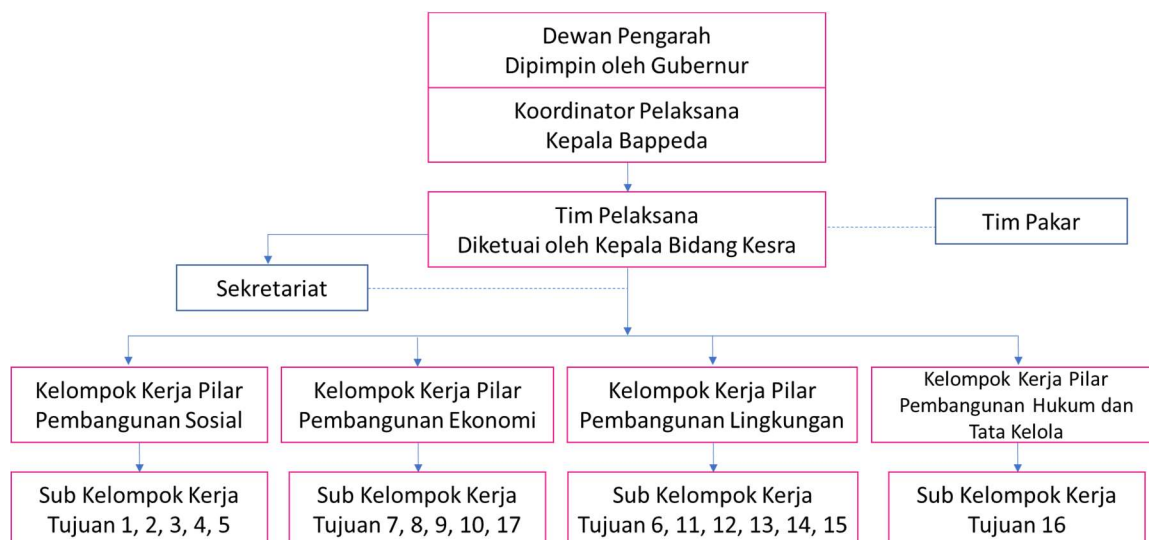 Dewan Pengarah
Dipimpin oleh Gubernur
Koordinator Pelaksana
Kepala Bappeda
Tim Pelaksana
Diketuai oleh Kepala Bidang Kesra
Tim Pakar
Sekretariat
Kelompok Kerja Pilar
Pembangunan Sosial
Kelompok Kerja Pilar
Pembangunan Ekonomi
Kelompok Kerja Pilar
Pembangunan Lingkungan
Kelompok Kerja Pilar
Pembangunan Hukum dan
Tata Kelola
Sub Kelompok Kerja
Tujuan 1, 2, 3, 4, 5
Sub Kelompok Kerja
Tujuan 7, 8, 9, 10, 17
Sub Kelompok Kerja
Tujuan 6, 11, 12, 13, 14, 15
Sub Kelompok Kerja
Tujuan 16